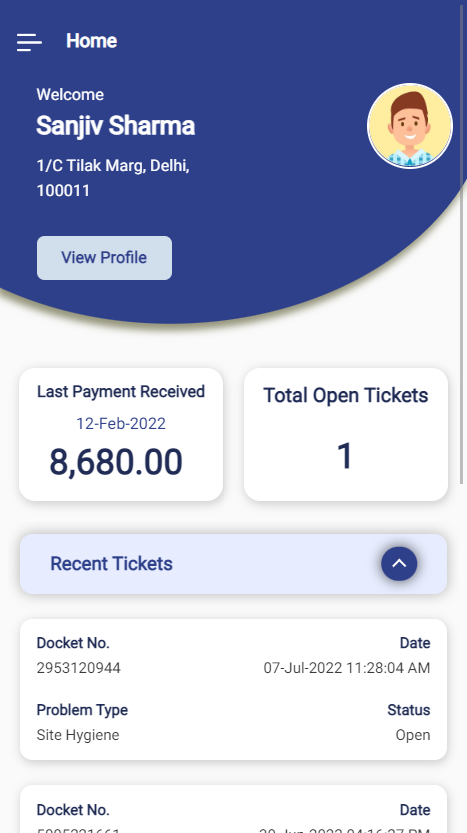 Home
Welcome
Sanjiv Sharma
1/C Tilak Marg, Delhi,
100011
View Profile
Last Payment Received
12-Feb-2022
8,680.00
Total Open Tickets
1
Recent Tickets
Docket No. Date
2953120944 07-Jul-2022 11:28:04 AM
Problem Type Status
Site Hygiene Open
Docket No. Date